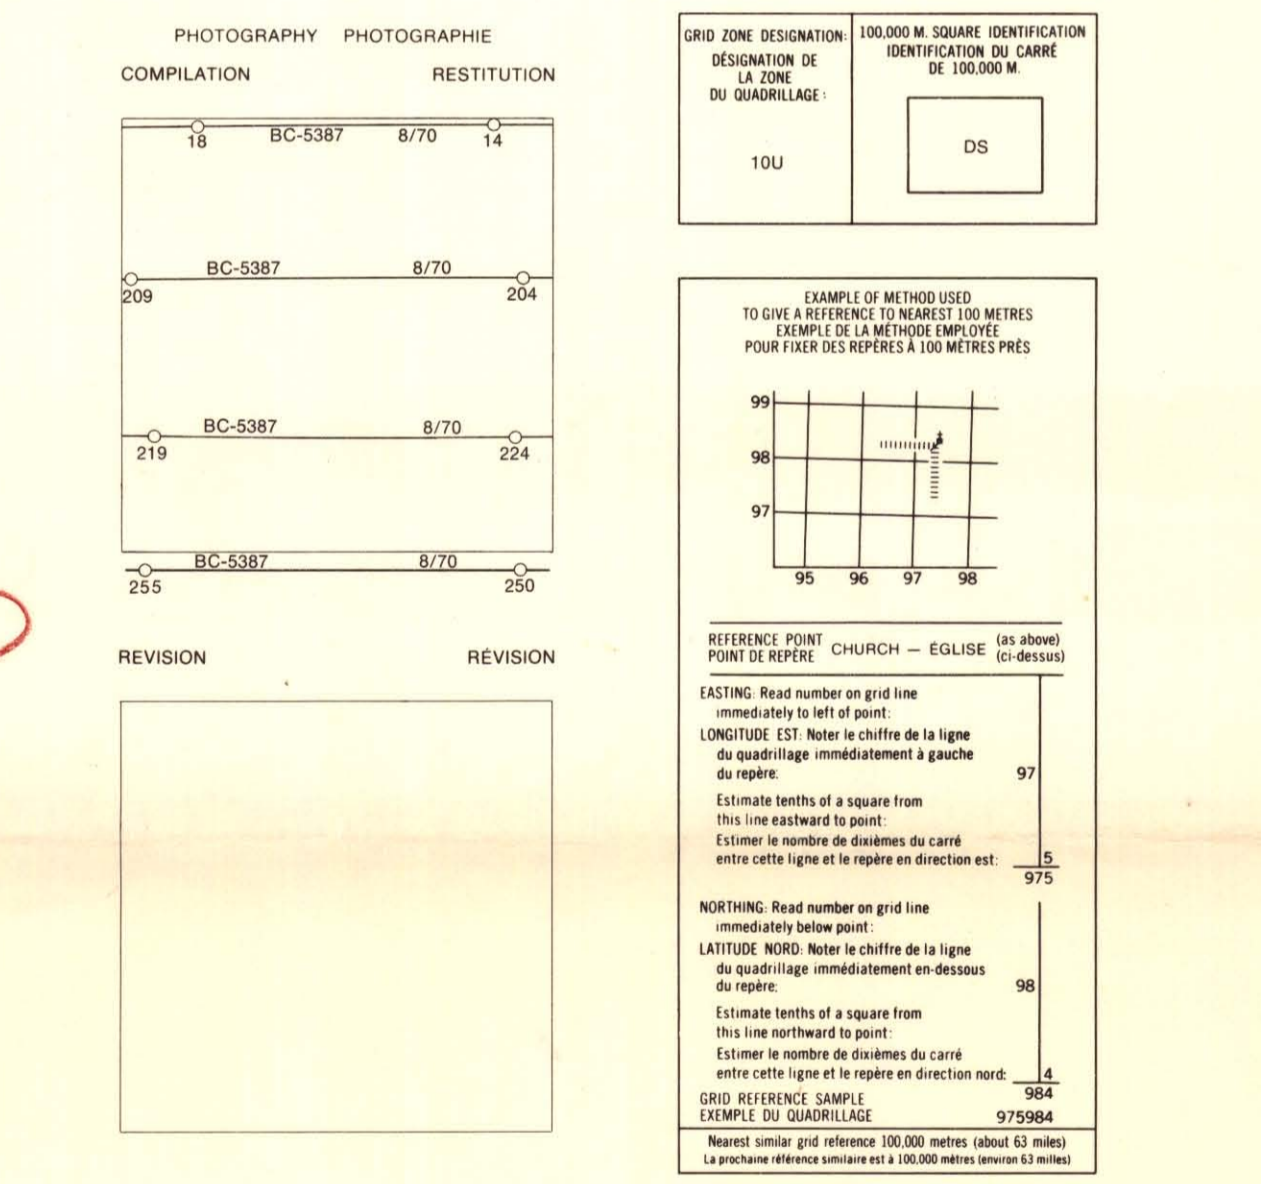 PHOTOGRAPHY PHOTOGRAPHIE
COMPILATION RESTITUTION
18 BC-5387 8/70 14
BC-5387 8/70
209 204
BC-5387 8/70
219 224
BC-5387 8/70
255 250
REVISION RÉVISION
GRID ZONE DESIGNATION:
DÉSIGNATION DE
LA ZONE
DU QUADRILLAGE:
10U
100,000 M. SQUARE IDENTIFICATION
IDENTIFICATION DU CARRÉ
DE 100,000 M.
DS
EXAMPLE OF METHOD USED
TO GIVE A REFERENCE TO NEAREST 100 METRES
EXEMPLE DE LA MÉTHODE EMPLOYÉE
POUR FIXER DES REPÈRES À 100 MÈTRES PRÈS
99
98
97
95 96 97 98
REFERENCE POINT
POINT DE REPÈRE
CHURCH — ÉGLISE
(as above)
(ci-dessus)
EASTING: Read number on grid line
immediately to left of point:
LONGITUDE EST: Noter le chiffre de la ligne
du quadrillage immédiatement à gauche
du repère: 97
Estimate tenths of a square from
this line eastward to point:
Estimer le nombre de dixièmes du carré
entre cette ligne et le repère en direction est: 5
975
NORTHING: Read number on grid line
immediately below point:
LATITUDE NORD: Noter le chiffre de la ligne
du quadrillage immédiatement en-dessous
du repère: 98
Estimate tenths of a square from
this line northward to point:
Estimer le nombre de dixièmes du carré
entre cette ligne et le repère en direction nord: 4
984
GRID REFERENCE SAMPLE
EXEMPLE DU QUADRILLAGE 975984
Nearest similar grid reference 100,000 metres (about 63 miles)
La prochaine référence similaire est à 100,000 mètres (environ 63 milles)